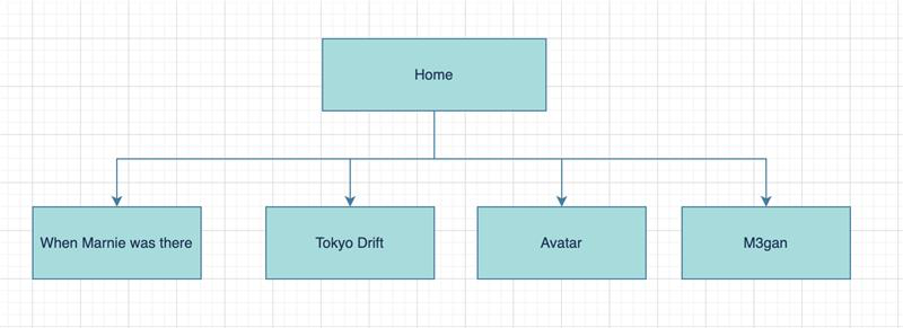 Home
When Marnie was there
Tokyo Drift
Avatar
M3gan